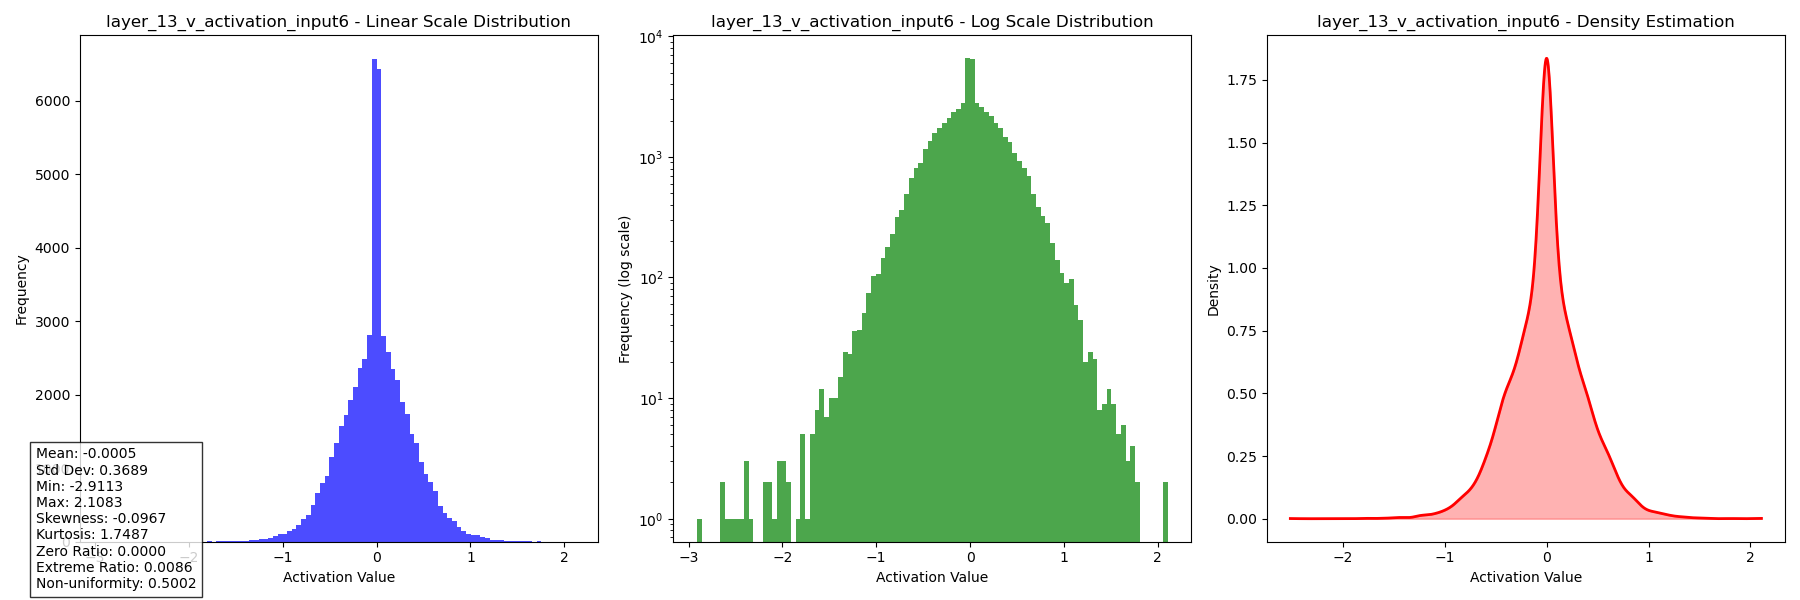 layer_13_v_activation_input6 - Linear Scale Distribution
Frequency
6000
5000
4000
3000
2000
−1
0
1
2
Activation Value
Mean: -0.0005
Std Dev: 0.3689
Min: -2.9113
Max: 2.1083
Skewness: -0.0967
Kurtosis: 1.7487
Zero Ratio: 0.0000
Extreme Ratio: 0.0086
Non-uniformity: 0.5002
layer_13_v_activation_input6 - Log Scale Distribution
Frequency (log scale)
10^4
10^3
10^2
10^1
10^0
−3
−2
−1
0
1
2
Activation Value
layer_13_v_activation_input6 - Density Estimation
Density
1.75
1.50
1.25
1.00
0.75
0.50
0.25
0.00
−2
−1
0
1
2
Activation Value